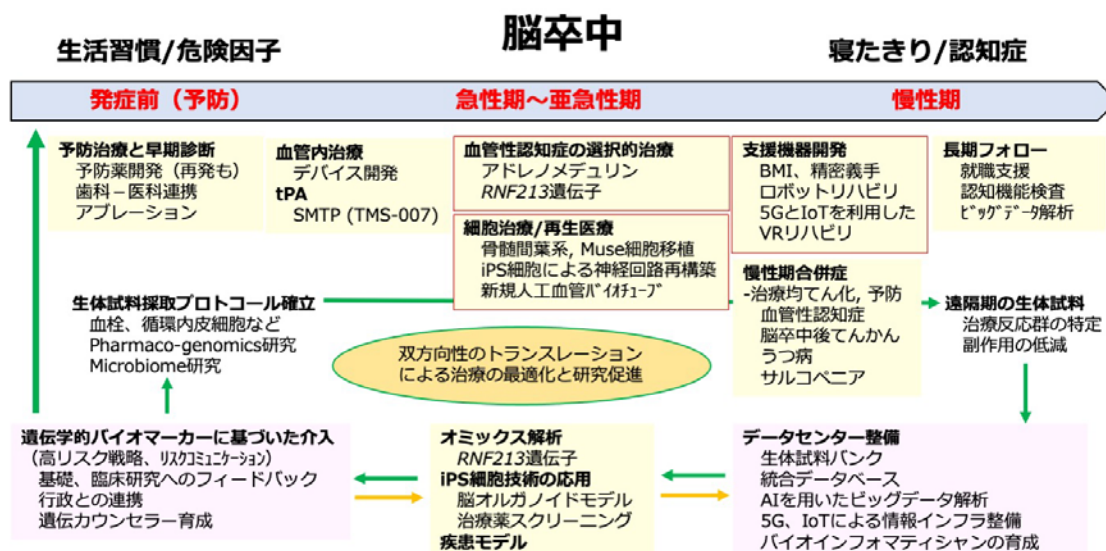 生活習慣/危険因子
脳卒中
寝たきり/認知症
発症前（予防）
急性期～亜急性期
慢性期
予防治療と早期診断
予防薬開発（再発も）
歯科－医科連携
アブレーション
血管内治療
デバイス開発
tPA
SMTP (TMS-007)
血管性認知症の選択的治療
アドレノメデュリン
RNF213遺伝子
細胞治療/再生医療
骨髄間葉系, Muse細胞移植
iPS細胞による神経回路再構築
新規人工血管ﾊﾞｲｵﾁｭｰﾌﾞ
支援機器開発
BMI、精密義手
ロボットリハビリ
5GとIoTを利用した
VRリハビリ
長期フォロー
就職支援
認知機能検査
ﾋﾞｯｸﾞﾃﾞｰﾀ解析
慢性期合併症
-治療均てん化, 予防
血管性認知症
脳卒中後てんかん
うつ病
サルコペニア
生体試料採取プロトコール確立
血栓、循環内皮細胞など
Pharmaco-genomics研究
Microbiome研究
遠隔期の生体試料
治療反応群の特定
副作用の低減
双方向性のトランスレーション
による治療の最適化と研究促進
遺伝学的バイオマーカーに基づいた介入
（高リスク戦略、ﾘｽｸｺﾐｭﾆｹｰｼｮﾝ）
基礎、臨床研究へのフィードバック
行政との連携
遺伝カウンセラー育成
オミックス解析
RNF213遺伝子
iPS細胞技術の応用
脳オルガノイドモデル
治療薬スクリーニング
疾患モデル
データセンター整備
生体試料バンク
統合データベース
AIを用いたビッグデータ解析
5G、IoTによる情報インフラ整備
バイオインフォマティシャンの育成